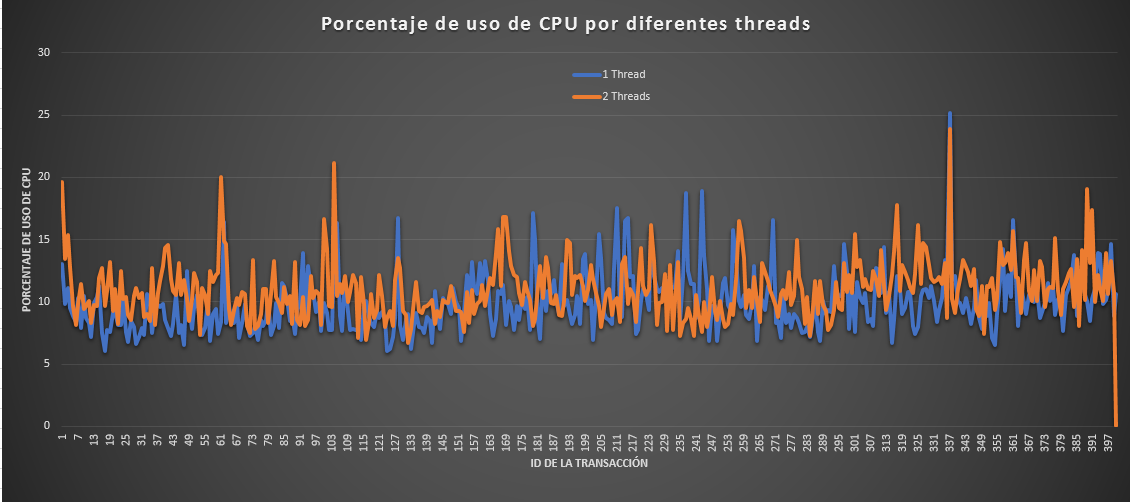 Porcentaje de uso de CPU por diferentes threads
30
25
20
15
10
5
0
PORCENTAJE DE USO DE CPU
1 Thread
2 Threads
1 7 13 19 25 31 37 43 49 55 61 67 73 79 85 91 97 103 109 115 121 127 133 139 145 151 157 163 169 175 181 187 193 199 205 211 217 223 229 235 241 247 253 259 265 271 277 283 289 295 301 307 313 319 325 331 337 343 349 355 361 367 373 379 385 391 397
ID DE LA TRANSACCIÓN